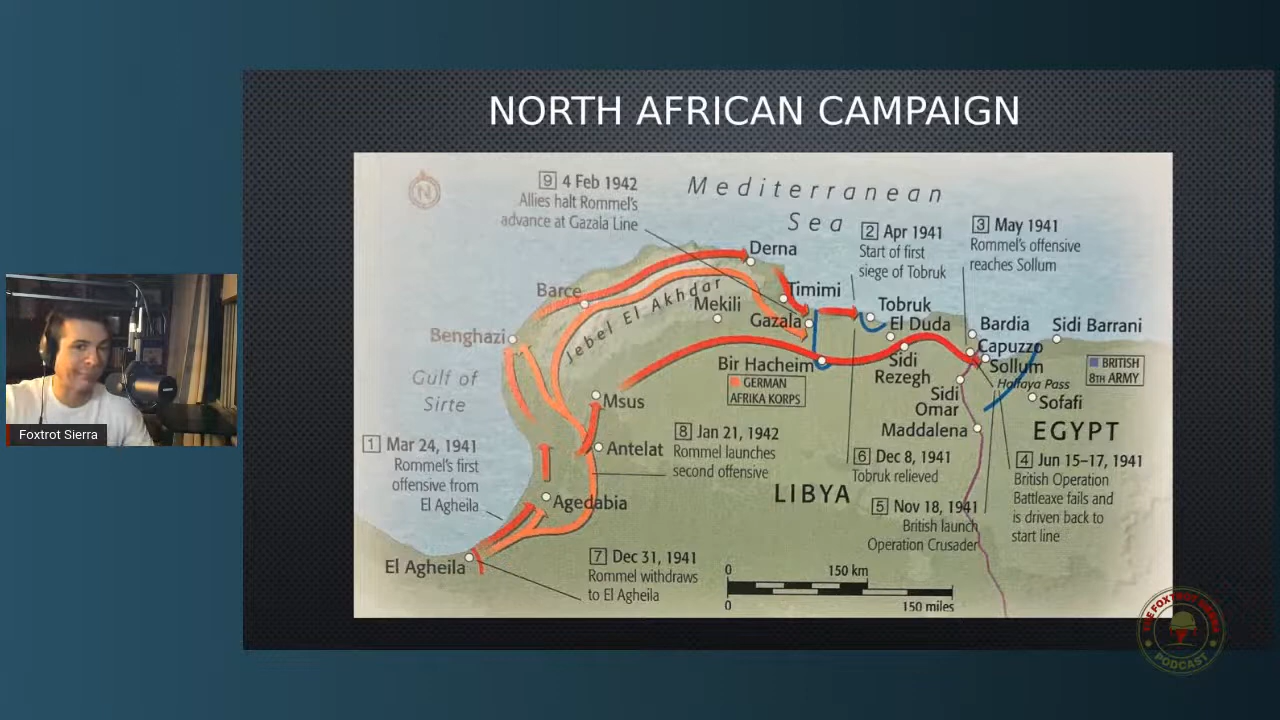 NORTH AFRICAN CAMPAIGN
N
9 4 Feb 1942
Allies halt Rommel's
advance at Gazala Line
Mediterranean
Sea
2 Apr 1941
Start of first
siege of Tobruk
3 May 1941
Rommel's offensive
reaches Sollum
Derna
Barce
Jebel El Akhdar
Mekili
Timimi
Gazala
Tobruk
El Duda
Bardia
Sidi Barrani
Benghazi
Capuzzo
Sollum
Halfaya Pass
Bir Hacheim
Sidi
Rezegh
BRITISH
8TH ARMY
GERMAN
AFRIKA KORPS
Gulf of
Sirte
Msus
Sidi
Omar
Sofafi
Maddalena
EGYPT
Foxtrot Sierra
1 Mar 24, 1941
Rommel's first
offensive from
El Agheila
Antelat
8 Jan 21, 1942
Rommel launches
second offensive
6 Dec 8, 1941
Tobruk relieved
4 Jun 15–17, 1941
British Operation
Battleaxe fails and
is driven back to
start line
Agedabia
LIBYA
5 Nov 18, 1941
British launch
Operation Crusader
El Agheila
7 Dec 31, 1941
Rommel withdraws
to El Agheila
0 150 km
0 150 miles
THE FOXTROT SIERRA
PODCAST